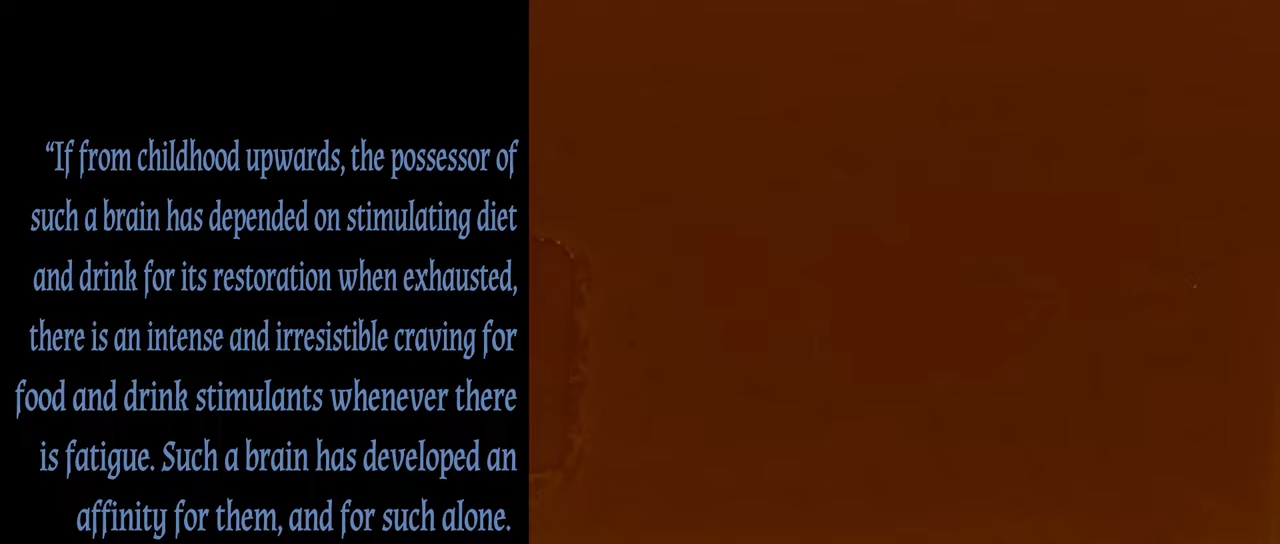 “If from childhood upwards, the possessor of
such a brain has depended on stimulating diet
and drink for its restoration when exhausted,
there is an intense and irresistible craving for
food and drink stimulants whenever there
is fatigue. Such a brain has developed an
affinity for them, and for such alone.